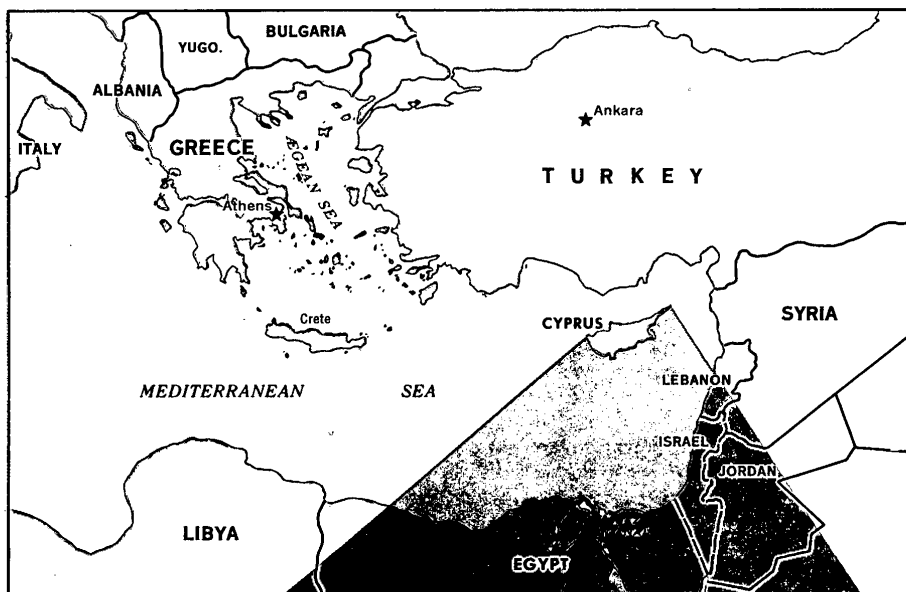 BULGARIA
YUGO.
ALBANIA
Ankara
ITALY
GREECE
ÆGEAN SEA
TURKEY
Athens
SYRIA
Crete
CYPRUS
LEBANON
MEDITERRANEAN SEA
ISRAEL
JORDAN
LIBYA
EGYPT